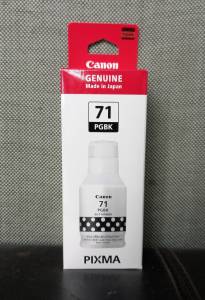 Canon
GENUINE
Made in Japan
71
PGBK
Canon
71
PGBK
PIXMA